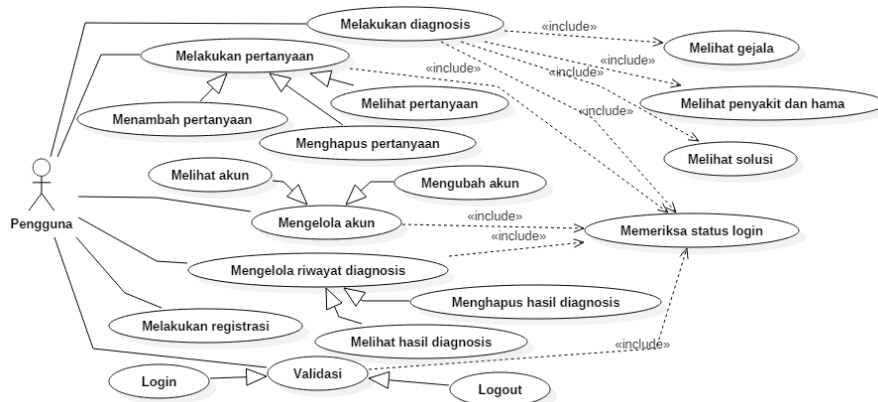 Melakukan diagnosis
«include»
Melihat gejala
Melakukan pertanyaan
«include»
«include»
«include»
Melihat penyakit dan hama
Menambah pertanyaan
Melihat pertanyaan
«include»
Menghapus pertanyaan
Melihat solusi
Melihat akun
Mengubah akun
Pengguna
Mengelola akun
«include»
Memeriksa status login
«include»
Mengelola riwayat diagnosis
Menghapus hasil diagnosis
Melakukan registrasi
Melihat hasil diagnosis
«include»
Validasi
Login
Logout